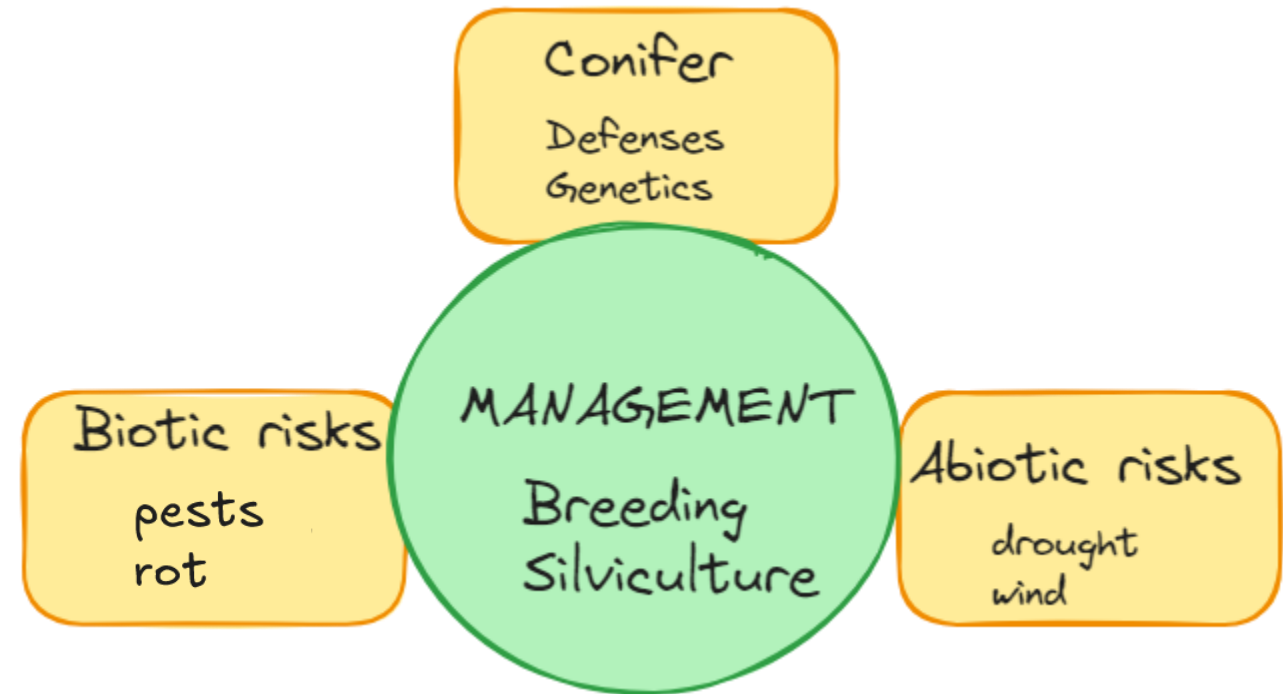 Conifer
Defenses
Genetics
MANAGEMENT
Breeding
Silviculture
Biotic risks
pests
rot
Abiotic risks
drought
wind